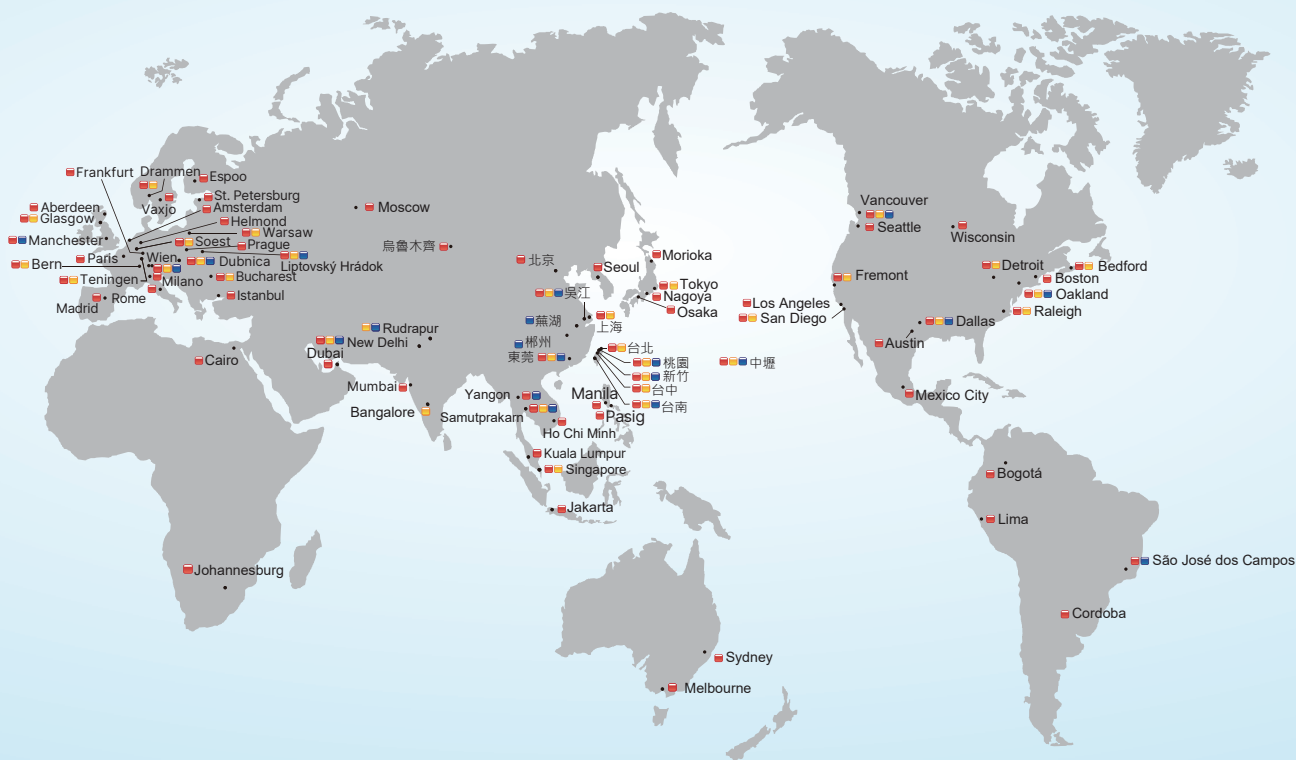 Frankfurt
Drammen
Espoo
Aberdeen
Glasgow
Vaxjo
St. Petersburg
Amsterdam
Helmond
Warsaw
Manchester
Soest
Prague
Paris
Wien
Dubnica
Liptovský Hrádok
Bern
Teningen
Milano
Bucharest
Madrid
Rome
Istanbul
Moscow
烏魯木齊
北京
Seoul
Morioka
Tokyo
Nagoya
Osaka
吳江
上海
蕪湖
郴州
東莞
台北
桃園
新竹
台中
台南
中壢
Rudrapur
New Delhi
Dubai
Cairo
Mumbai
Bangalore
Yangon
Samutprakarn
Manila
Pasig
Ho Chi Minh
Kuala Lumpur
Singapore
Jakarta
Johannesburg
Sydney
Melbourne
Vancouver
Seattle
Wisconsin
Fremont
Detroit
Bedford
Boston
Oakland
Raleigh
Los Angeles
San Diego
Dallas
Austin
Mexico City
Bogotá
Lima
São José dos Campos
Cordoba